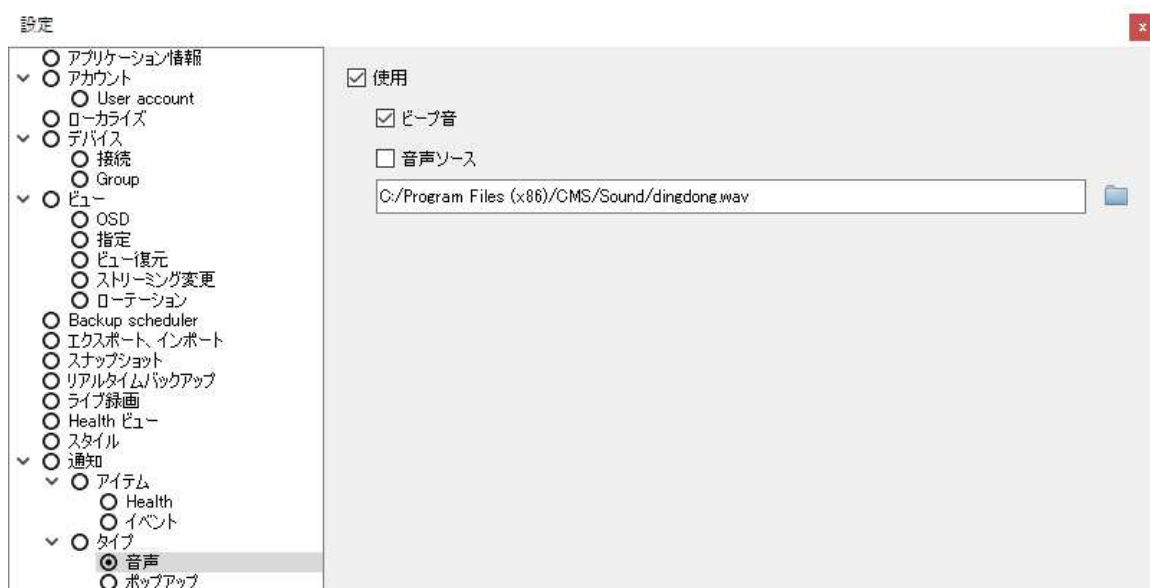 設定
x
アプリケーション情報
アカウント
User account
ローカライズ
デバイス
接続
Group
ビュー
OSD
指定
ビュー復元
ストリーミング変更
ローテーション
Backup scheduler
エクスポート、インポート
スナップショット
リアルタイムバックアップ
ライブ録画
Health ビュー
スタイル
通知
アイテム
Health
イベント
タイプ
音声
ポップアップ
使用
ビープ音
音声ソース
C:/Program Files (x86)/CMS/Sound/dingdong.wav